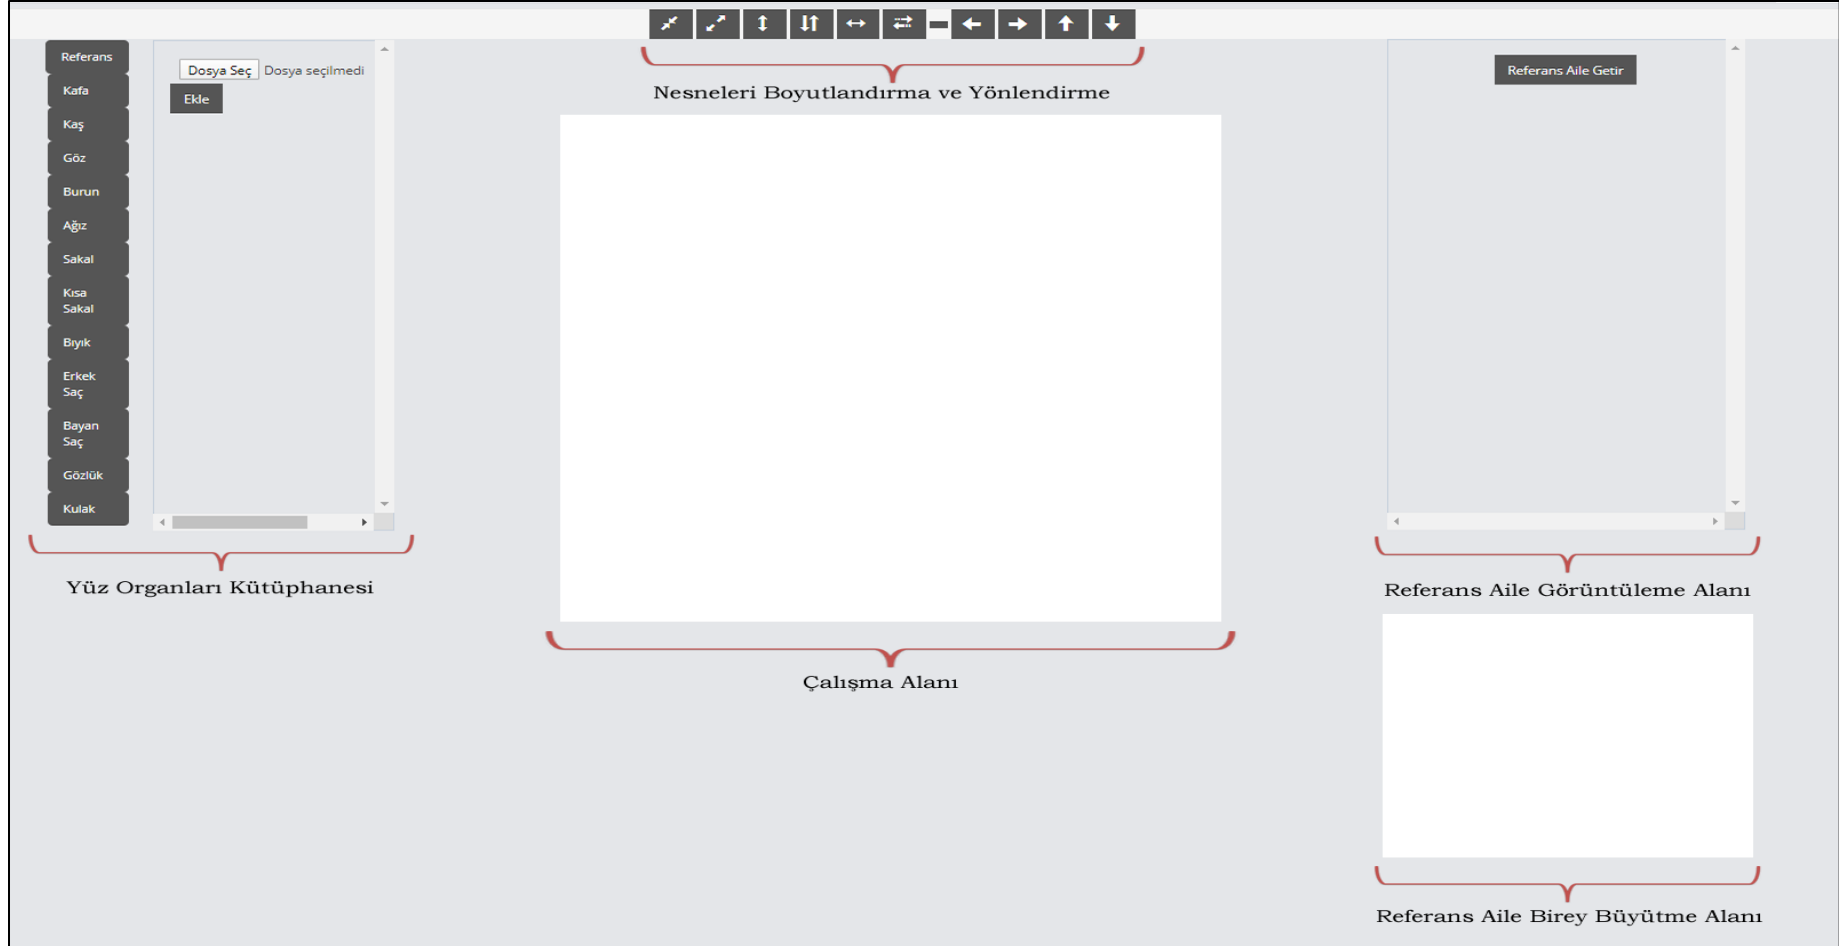 Referans
Kafa
Kaş
Göz
Burun
Ağız
Sakal
Kısa
Sakal
Bıyık
Erkek
Saç
Bayan
Saç
Gözlük
Kulak
Dosya Seç Dosya seçilmedi
Ekle
Yüz Organları Kütüphanesi
Nesneleri Boyutlandırma ve Yönlendirme
Çalışma Alanı
Referans Aile Getir
Referans Aile Görüntüleme Alanı
Referans Aile Birey Büyütme Alanı